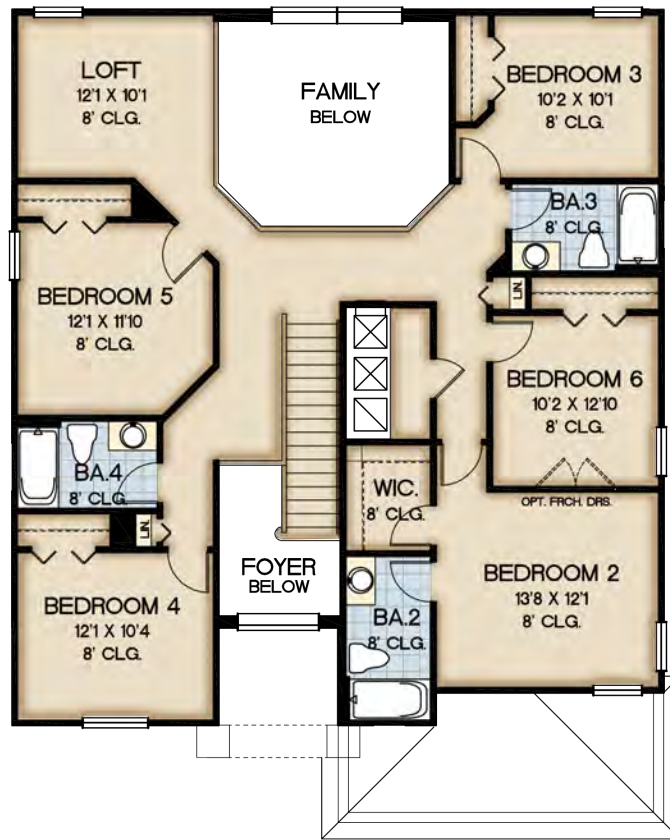 LOFT
12'1 X 10'1
8' CLG.
FAMILY
BELOW
BEDROOM 3
10'2 X 10'1
8' CLG.
BA.3
8' CLG.
LIN.
BEDROOM 5
12'1 X 11'10
8' CLG.
BEDROOM 6
10'2 X 12'10
8' CLG.
OPT. FRCH. DRS.
BA.4
8' CLG.
LIN.
WIC.
8' CLG.
FOYER
BELOW
BEDROOM 2
13'8 X 12'1
8' CLG.
BEDROOM 4
12'1 X 10'4
8' CLG.
BA.2
8' CLG.